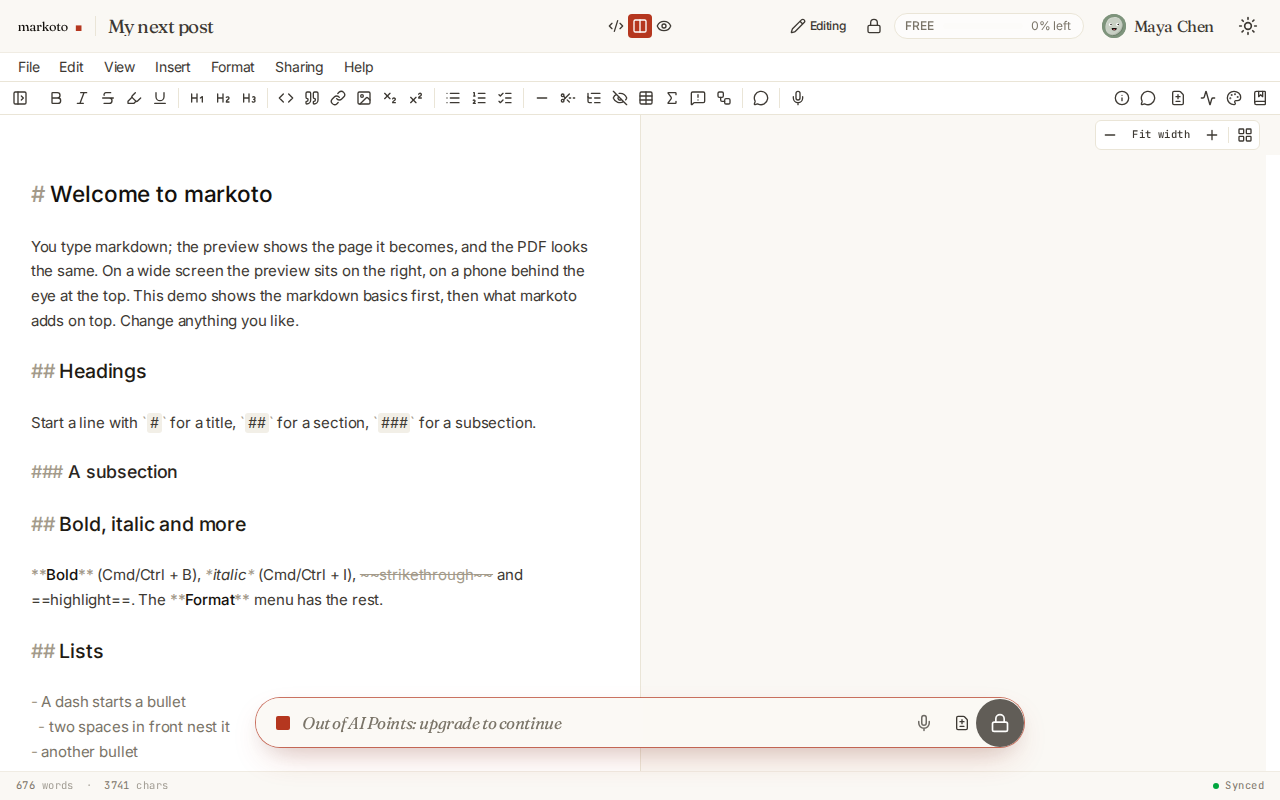 markoto
My next post
Editing
FREE 0% left
Maya Chen
File Edit View Insert Format Sharing Help
H1 H2 H3
Fit width
# Welcome to markoto
You type markdown; the preview shows the page it becomes, and the PDF looks
the same. On a wide screen the preview sits on the right, on a phone behind the
eye at the top. This demo shows the markdown basics first, then what markoto
adds on top. Change anything you like.
## Headings
Start a line with `#` for a title, `##` for a section, `###` for a subsection.
### A subsection
## Bold, italic and more
**Bold** (Cmd/Ctrl + B), *italic* (Cmd/Ctrl + I), ~~strikethrough~~ and
==highlight==. The **Format** menu has the rest.
## Lists
- A dash starts a bullet
- two spaces in front nest it
- another bullet
Out of AI Points: upgrade to continue
676 words · 3741 chars
Synced